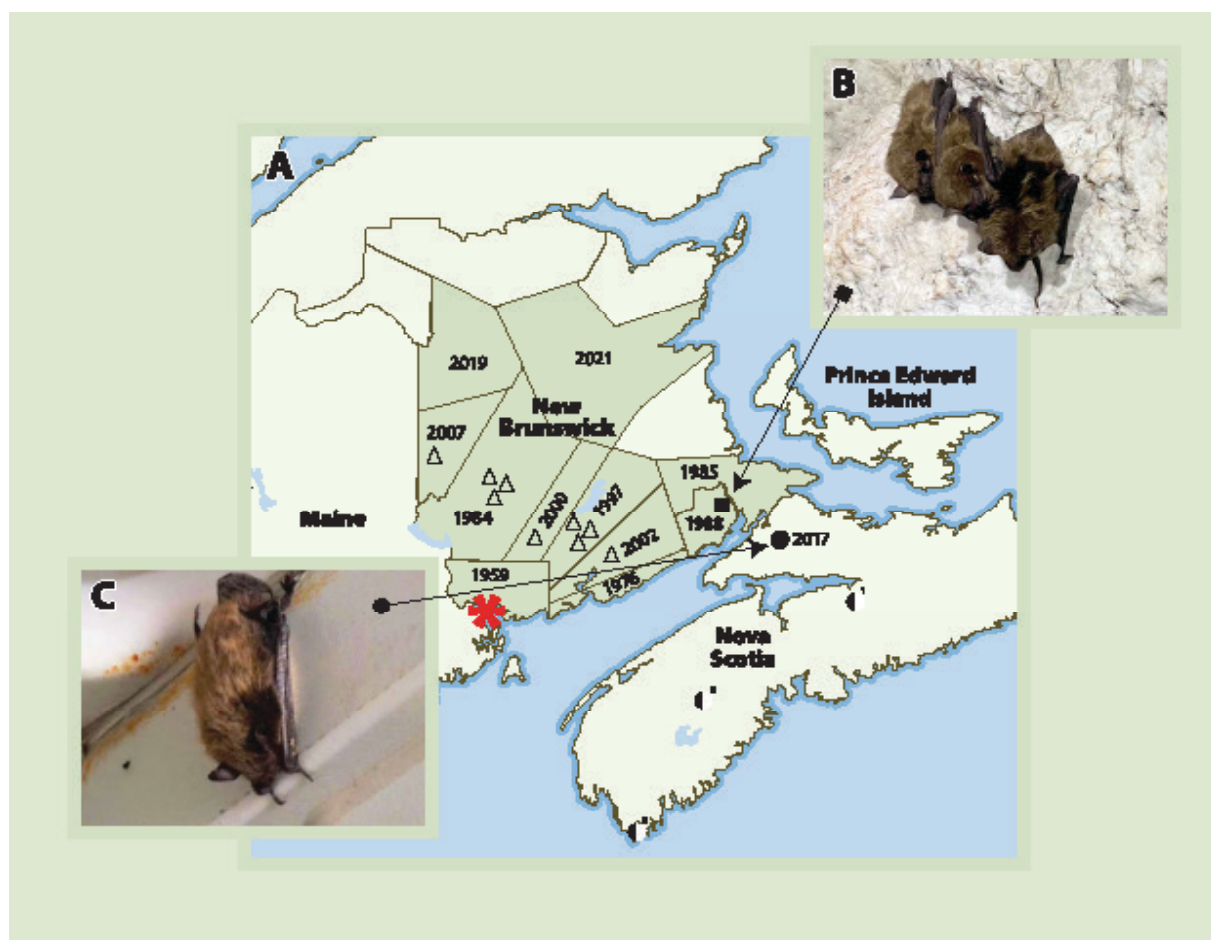 A
B
2019
2021
Prince Edward
Island
New
Brunswick
2007
1985
1984
2000
1997
1988
Maine
2002
2017
1959
1976
C
Nova
Scotia